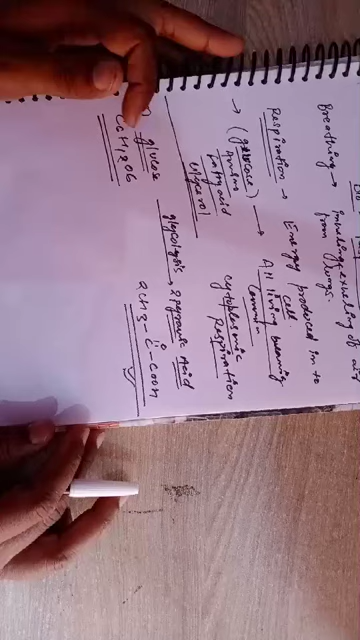 Breathing → inhaling, exhaling of air
from lungs.
Respiration → Energy produced in to
cell.
→ (glucose) → All living beaing
Amino common
Fatty acid cytoplasmic
Glycerol Respiration
glucose glycolysis → 2 pyruvic Acid
C6H12O6 2CH3-C-COOH